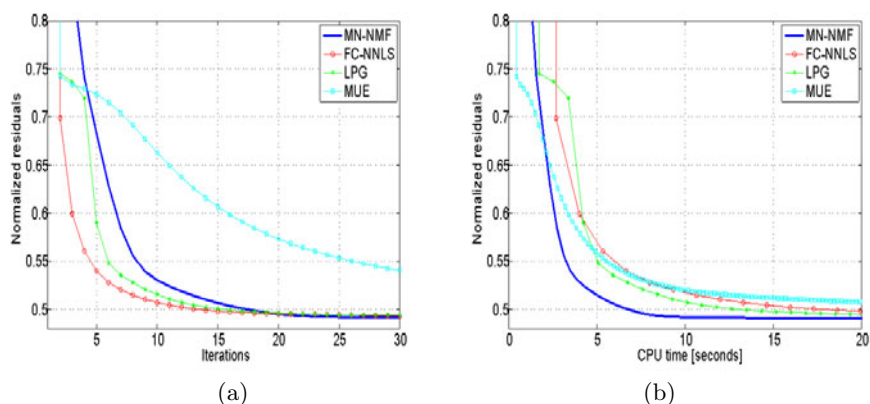 0.8
0.75
0.7
0.65
0.6
0.55
0.5
Normalized residuals
5 10 15 20 25 30
Iterations
MN-NMF
FC-NNLS
LPG
MUE
(a)
0.8
0.75
0.7
0.65
0.6
0.55
0.5
Normalized residuals
0 5 10 15 20
CPU time [seconds]
MN-NMF
FC-NNLS
LPG
MUE
(b)